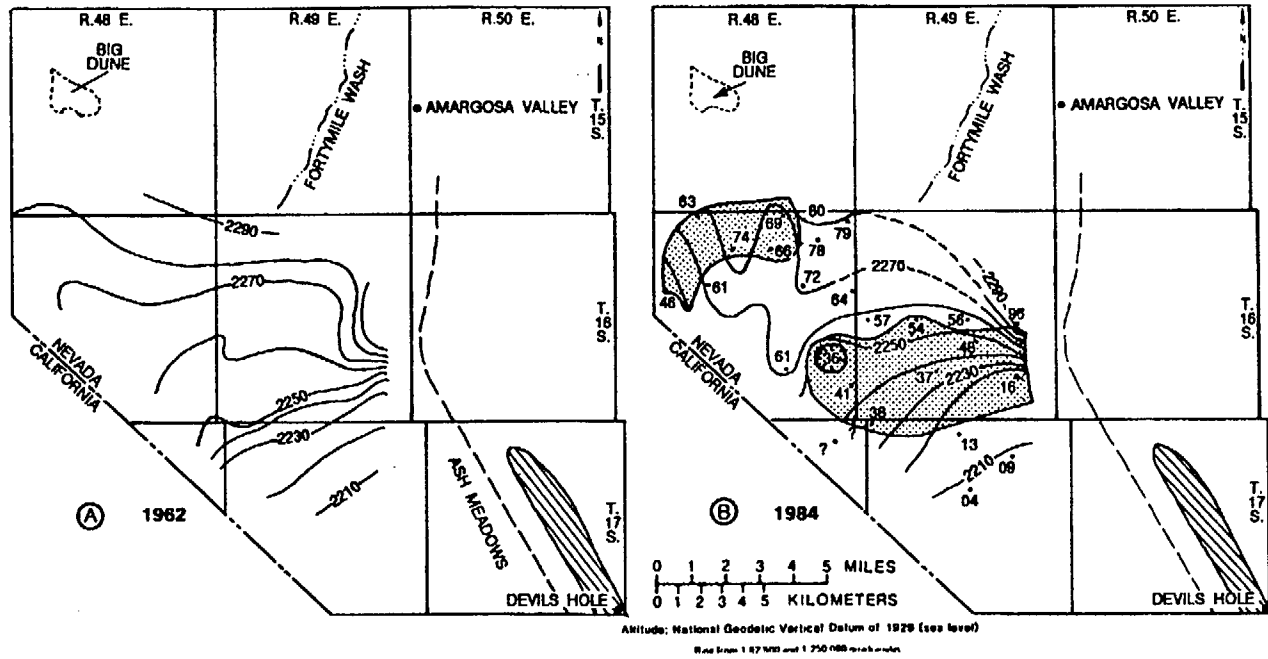 R.48 E. R.49 E. R.50 E.
BIG
DUNE
FORTYMILE WASH
AMARGOSA VALLEY
T.
15
S.
2290
2270
T.
16
S.
NEVADA
CALIFORNIA
2250
2230
2210
ASH MEADOWS
T.
17
S.
A 1962
DEVILS HOLE
R.48 E. R.49 E. R.50 E.
BIG
DUNE
FORTYMILE WASH
AMARGOSA VALLEY
T.
15
S.
63 60
69 79
74 66 78
2270
2290
72
61 64
57 54 56
T.
16
S.
NEVADA
CALIFORNIA
2250
36
61
37 2230
41 16
38
? 13
2210 09
04
T.
17
S.
B 1984
0 1 2 3 4 5 MILES
0 1 2 3 4 5 KILOMETERS
DEVILS HOLE
Altitude; National Geodetic Vertical Datum of 1929 (sea level)